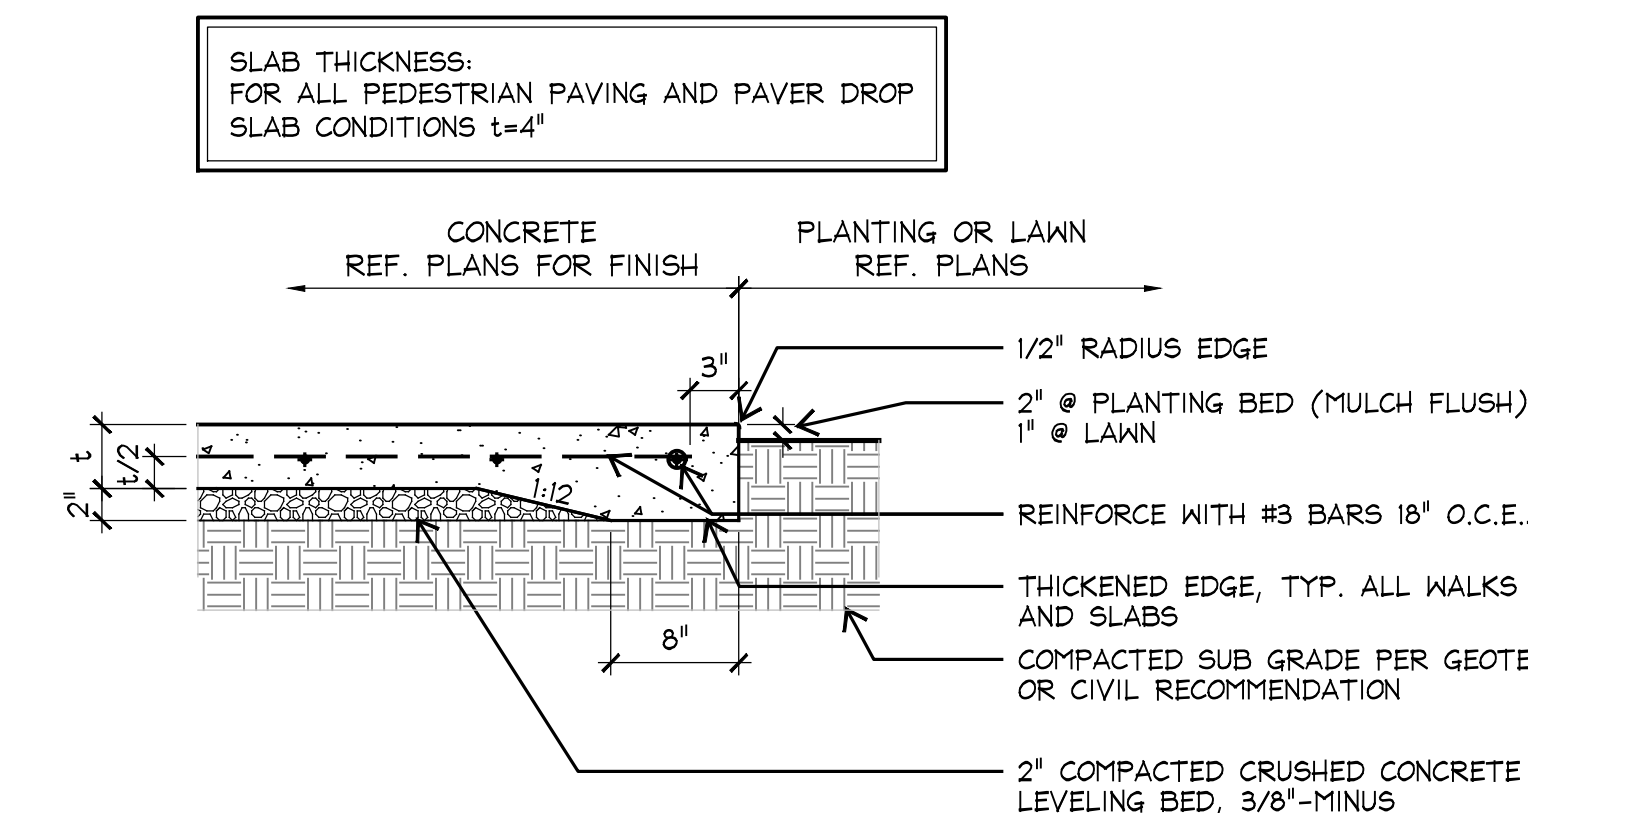 SLAB THICKNESS:
FOR ALL PEDESTRIAN PAVING AND PAVER DROP
SLAB CONDITIONS t=4"
CONCRETE
REF. PLANS FOR FINISH
PLANTING OR LAWN
REF. PLANS
1/2" RADIUS EDGE
3"
2" @ PLANTING BED (MULCH FLUSH)
1" @ LAWN
t
t/2
2"
1:12
REINFORCE WITH #3 BARS 18" O.C.E.
THICKENED EDGE, TYP. ALL WALKS
AND SLABS
8"
COMPACTED SUB GRADE PER
OR CIVIL RECOMMENDATION
2" COMPACTED CRUSHED CONCRETE
LEVELING BED, 3/8"-MINUS